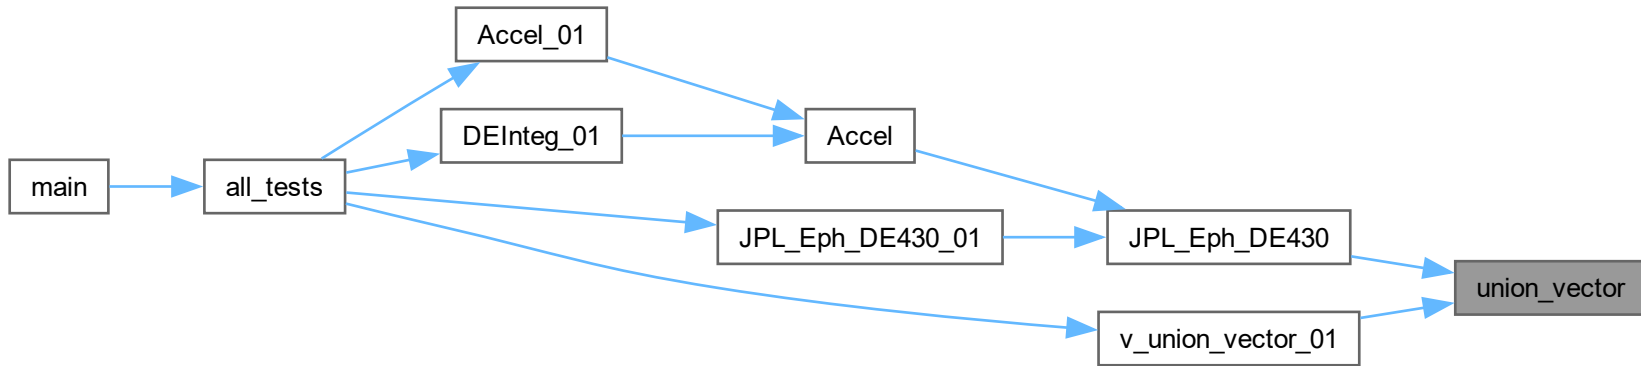 Accel_01
DEInteg_01
Accel
main
all_tests
JPL_Eph_DE430_01
JPL_Eph_DE430
union_vector
v_union_vector_01